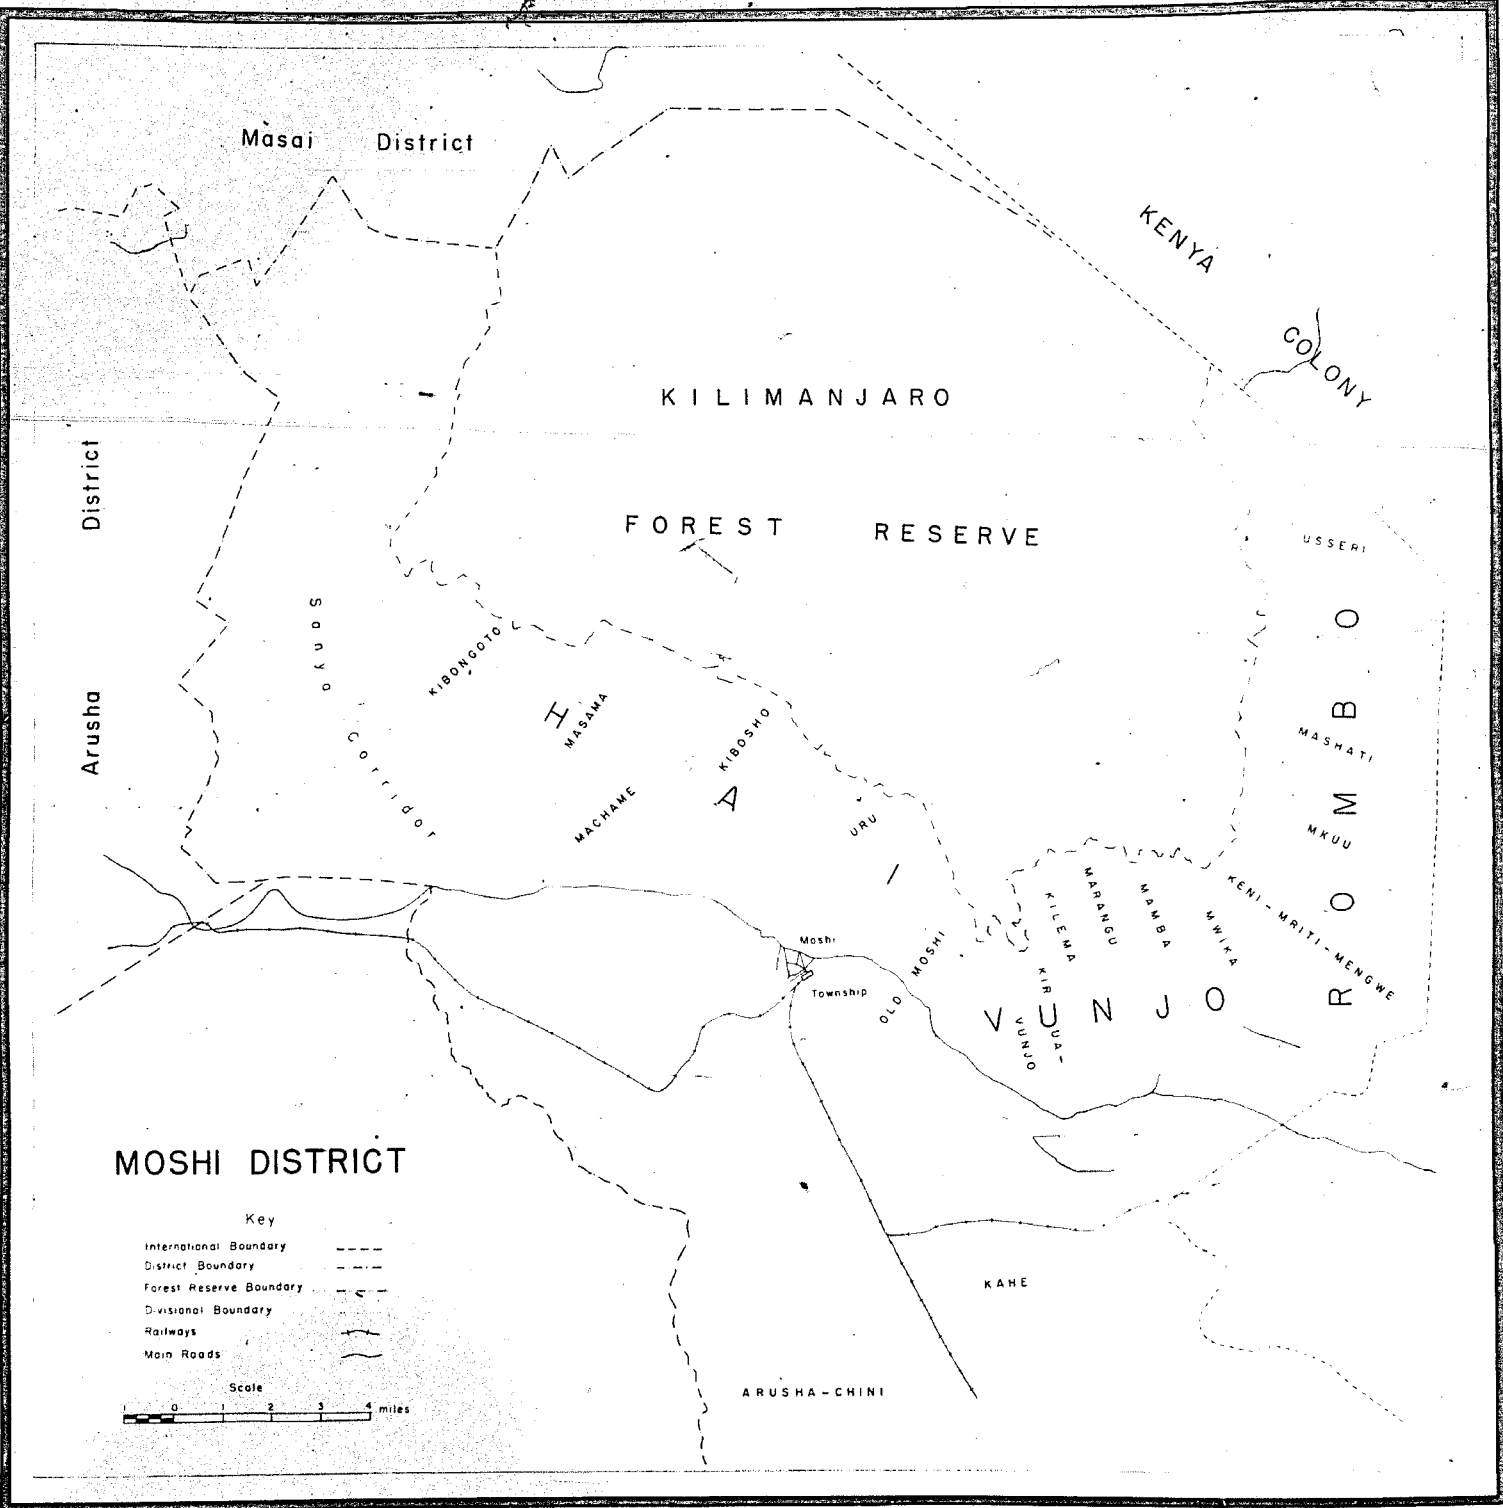 Masai District
KENYA
COLONY
KILIMANJARO
FOREST RESERVE
Arusha District
Sanya Corridor
USSERI
ROMBO
MASHATI
MKUU
KENI-MRITI-MENGWE
KIBONGOTO
HAI
MASAMA
MACHAME
KIBOSHO
URU
OLD MOSHI
Moshi
Township
KILEMA
MARANGU
MAMBA
MWIKA
KIRUA-
VUNJO
VUNJO
KAHE
ARUSHA-CHINI
MOSHI DISTRICT
Key
International Boundary
District Boundary
Forest Reserve Boundary
Divisional Boundary
Railways
Main Roads
Scale
1 0 1 2 3 4 miles